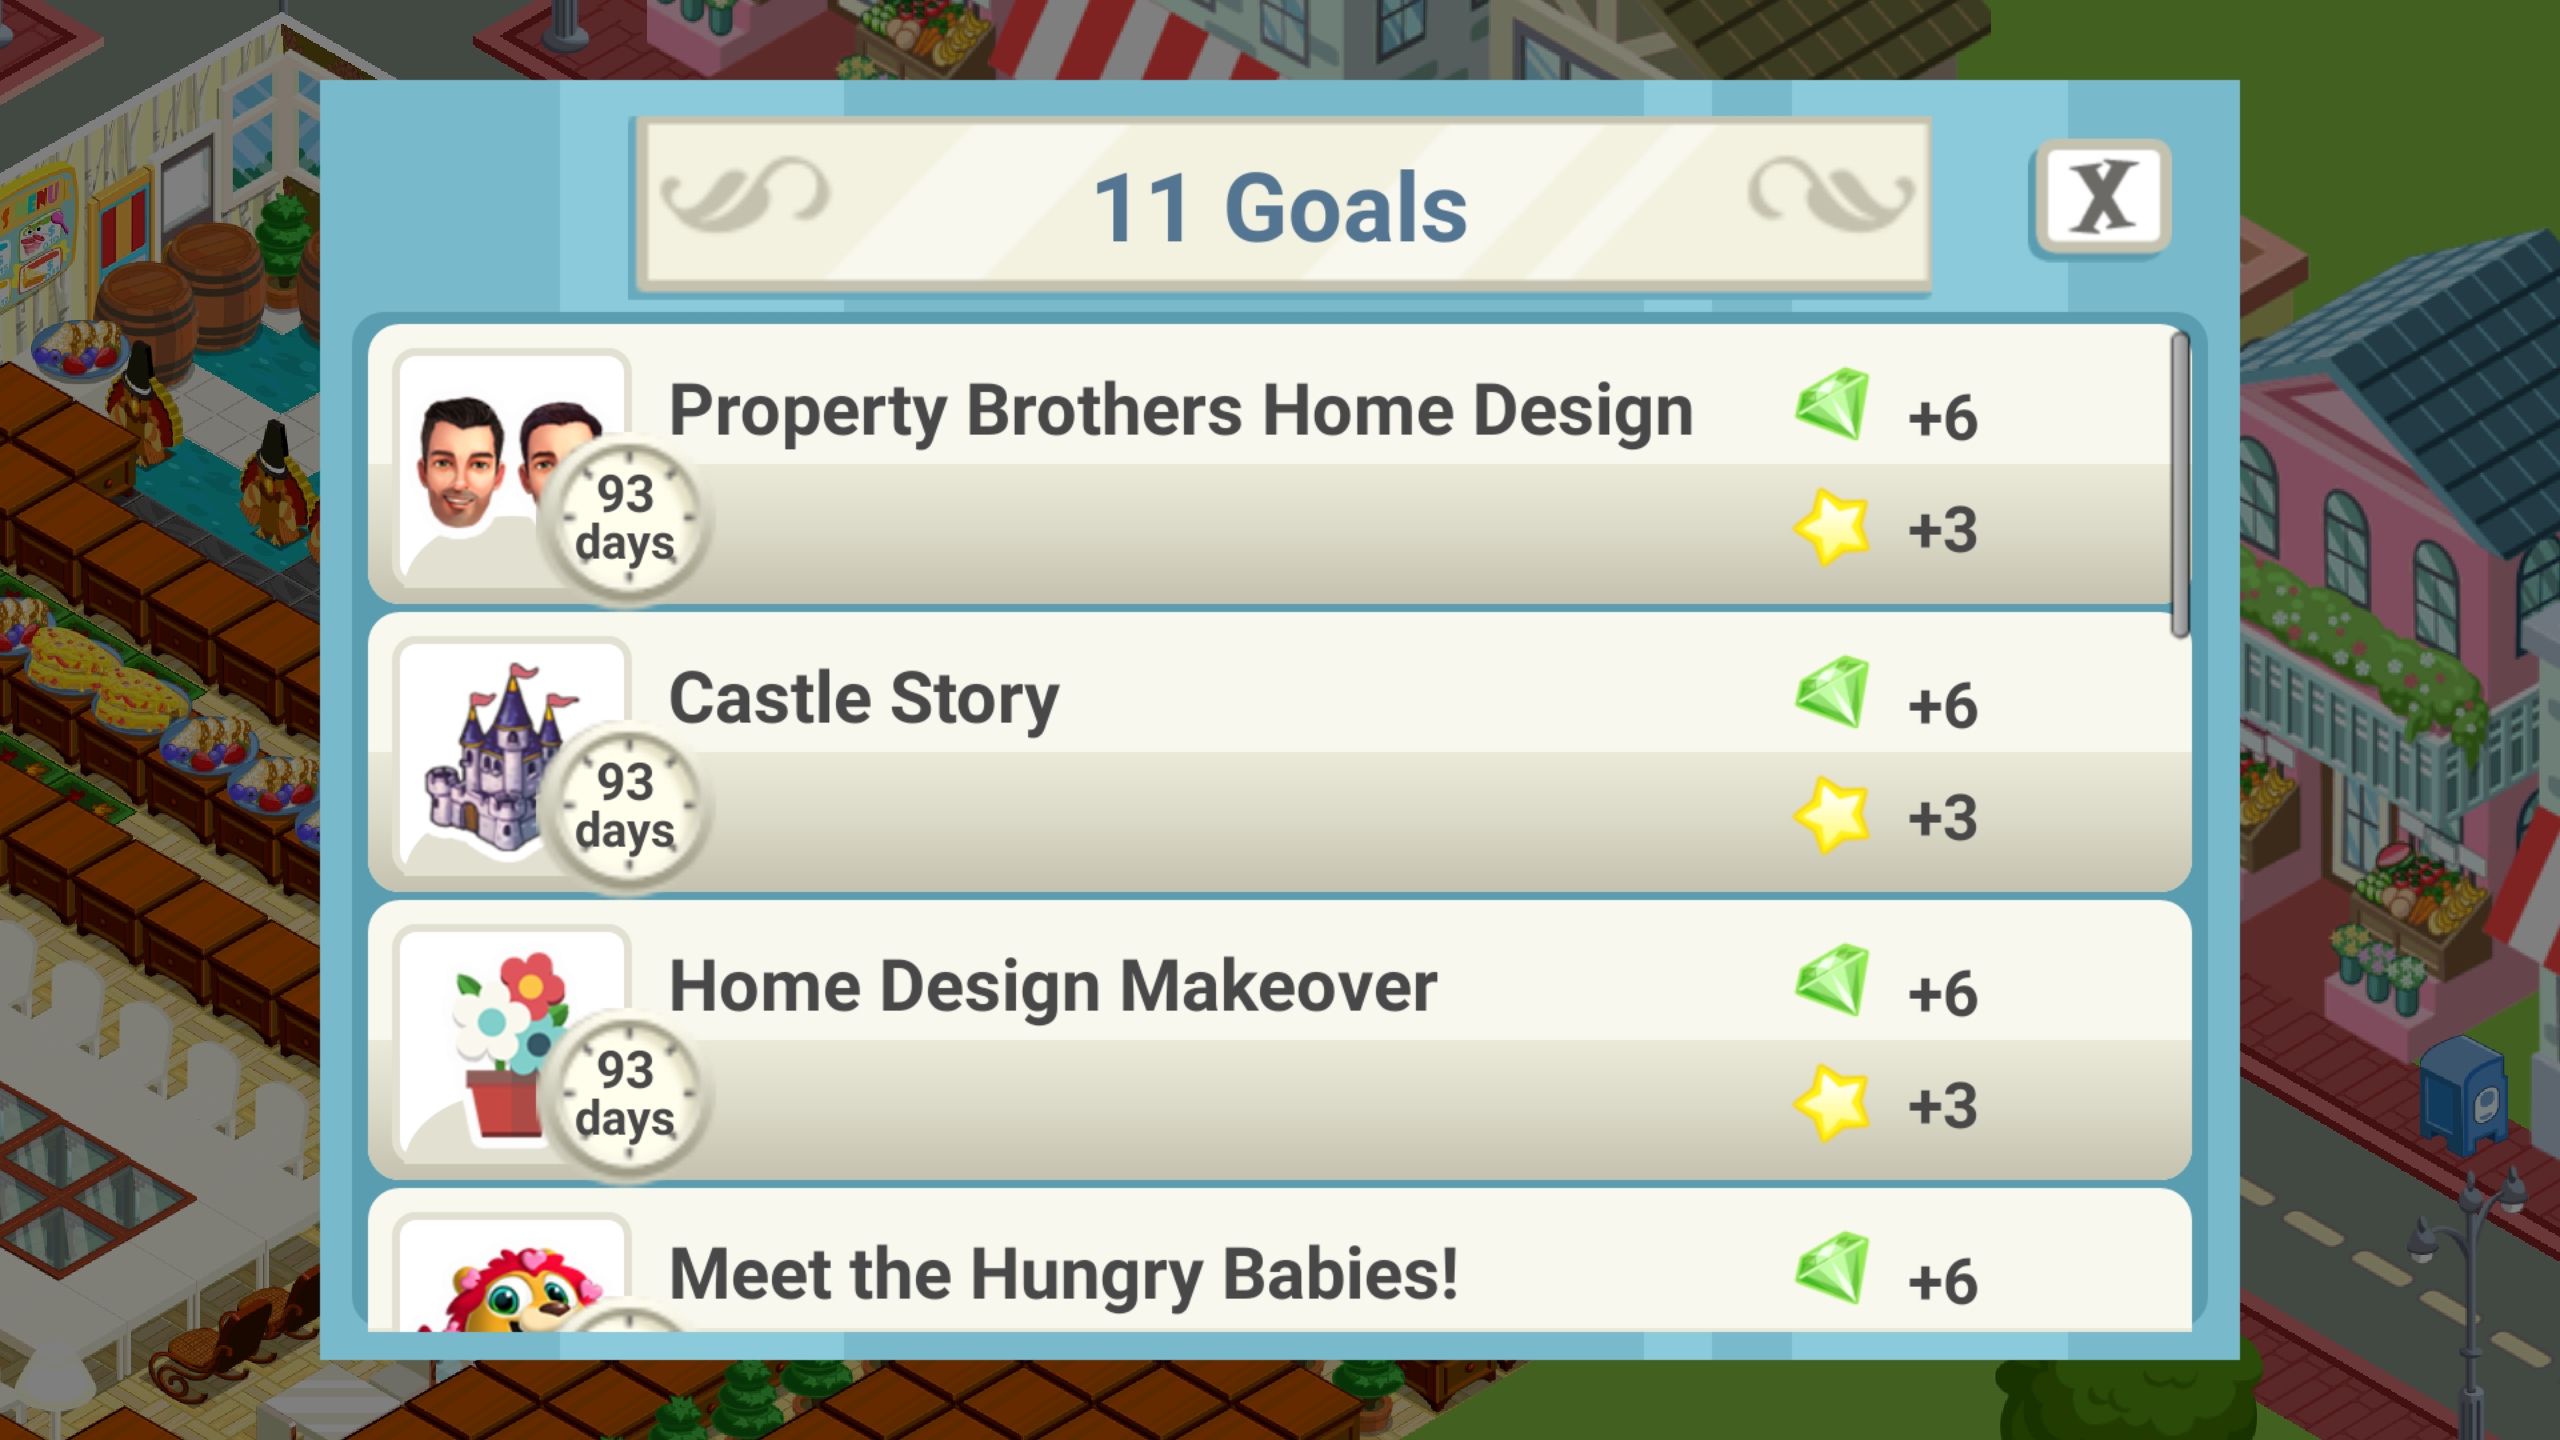 11 Goals
X
Property Brothers Home Design
+6
93
days
+3
Castle Story
+6
93
days
+3
Home Design Makeover
+6
93
days
+3
Meet the Hungry Babies!
+6
MENU